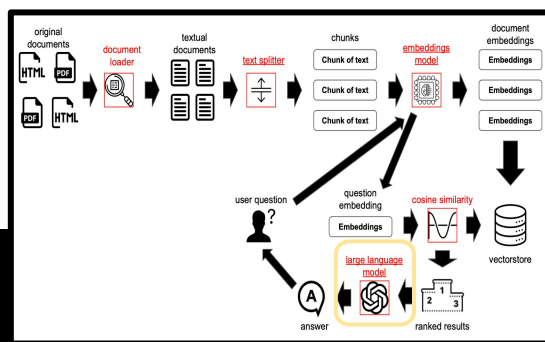 original
documents
document
loader
textual
documents
text splitter
chunks
embeddings
model
document
embeddings
HTML
PDF
PDF
HTML
Chunk of text
Chunk of text
Chunk of text
Embeddings
Embeddings
Embeddings
user question
?
question
embedding
Embeddings
cosine similarity
vectorstore
large language
model
A
answer
1
2
3
ranked results